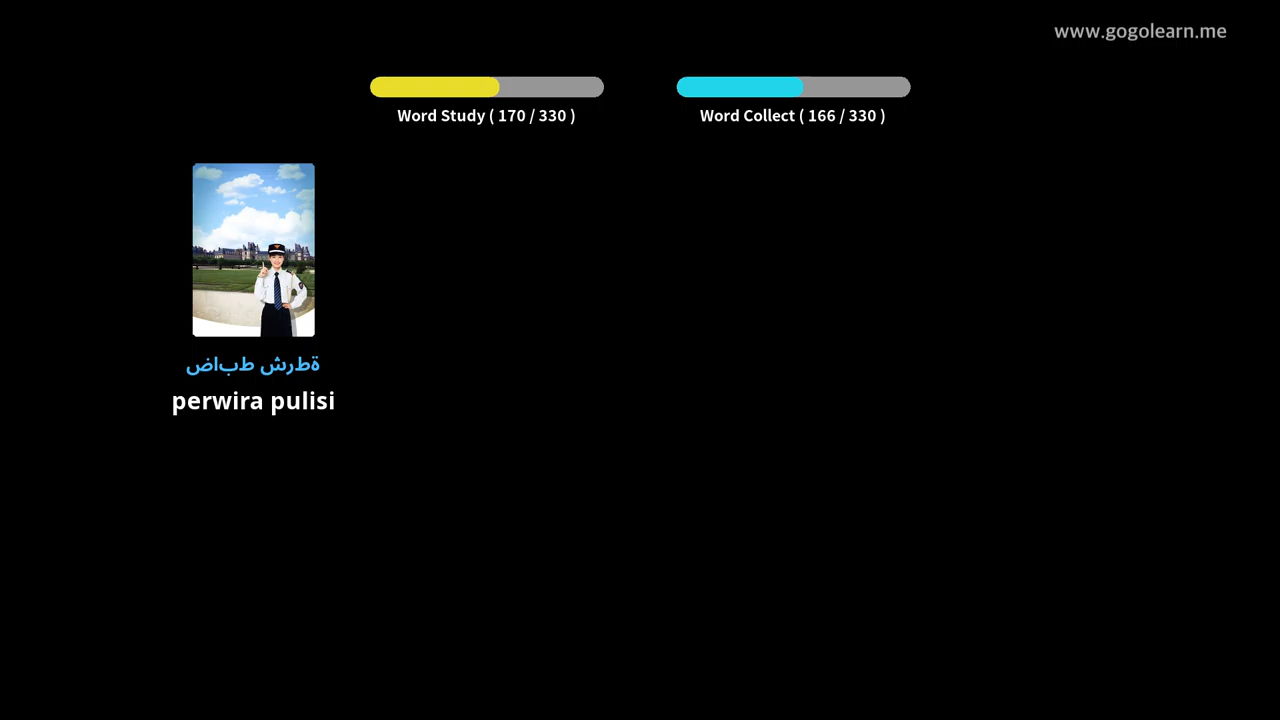 www.gogolearn.me
Word Study ( 170 / 330 )
Word Collect ( 166 / 330 )
ةطرش طباض
perwira pulisi